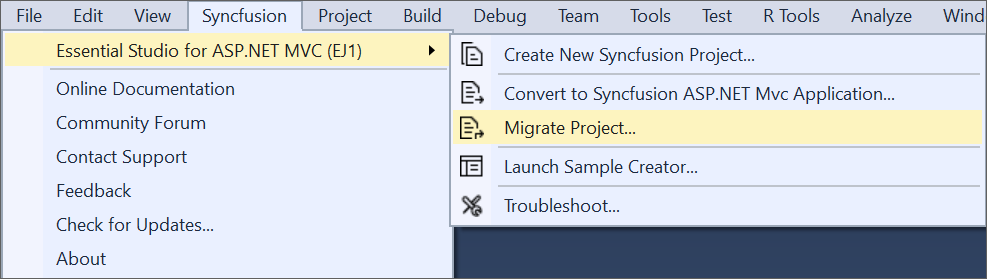 File Edit View Syncfusion Project Build Debug Team Tools Test R Tools Analyze Wind
Essential Studio for ASP.NET MVC (EJ1)
Online Documentation
Community Forum
Contact Support
Feedback
Check for Updates...
About
Create New Syncfusion Project...
Convert to Syncfusion ASP.NET Mvc Application...
Migrate Project...
Launch Sample Creator...
Troubleshoot...